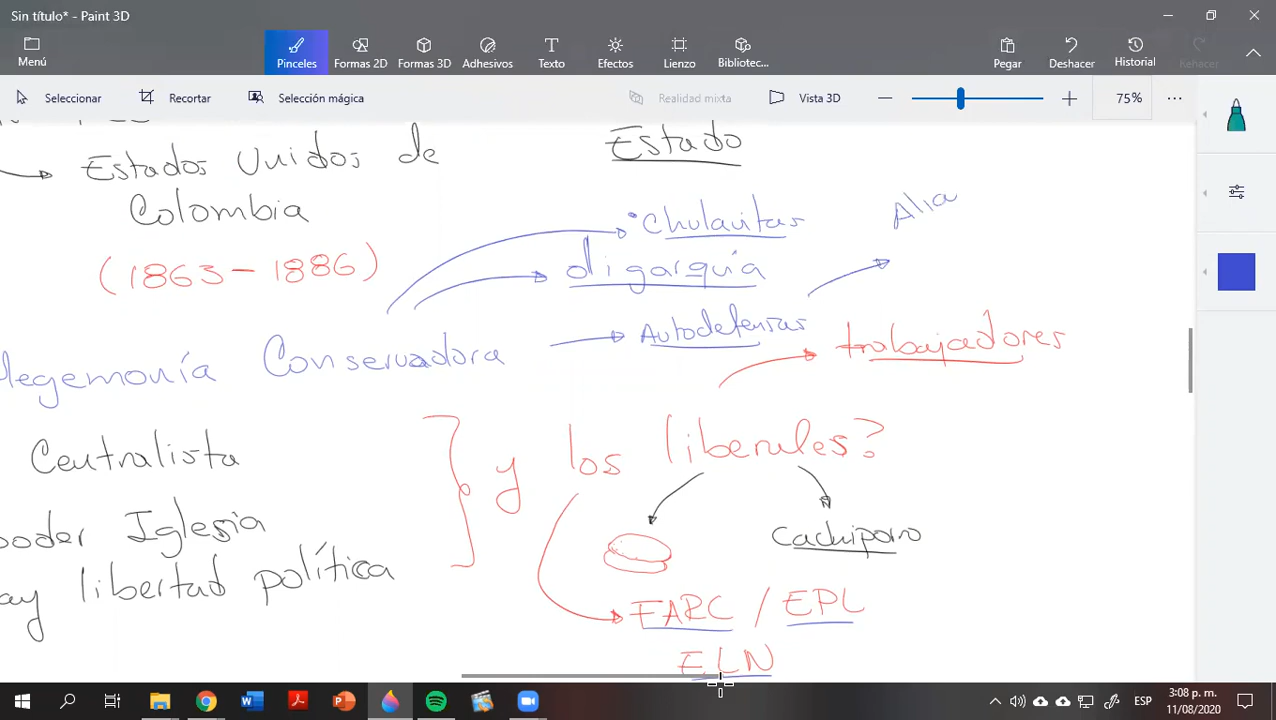 Sin título* - Paint 3D
Menú
Pinceles
Formas 2D
Formas 3D
Adhesivos
Texto
Efectos
Lienzo
Bibliotec...
Pegar
Deshacer
Historial
Rehacer
Seleccionar
Recortar
Selección mágica
Realidad mixta
Vista 3D
75%
Estados Unidos de
Colombia
(1863 - 1886)
Estado
Chulavitas
oligarquía
Autodefensas
Alia
Hegemonía Conservadora
trabajadores
Centralista
poder Iglesia
hay libertad política
y los liberales?
cachiporro
FARC / EPL
ELN
ESP
3:08 p. m.
11/08/2020